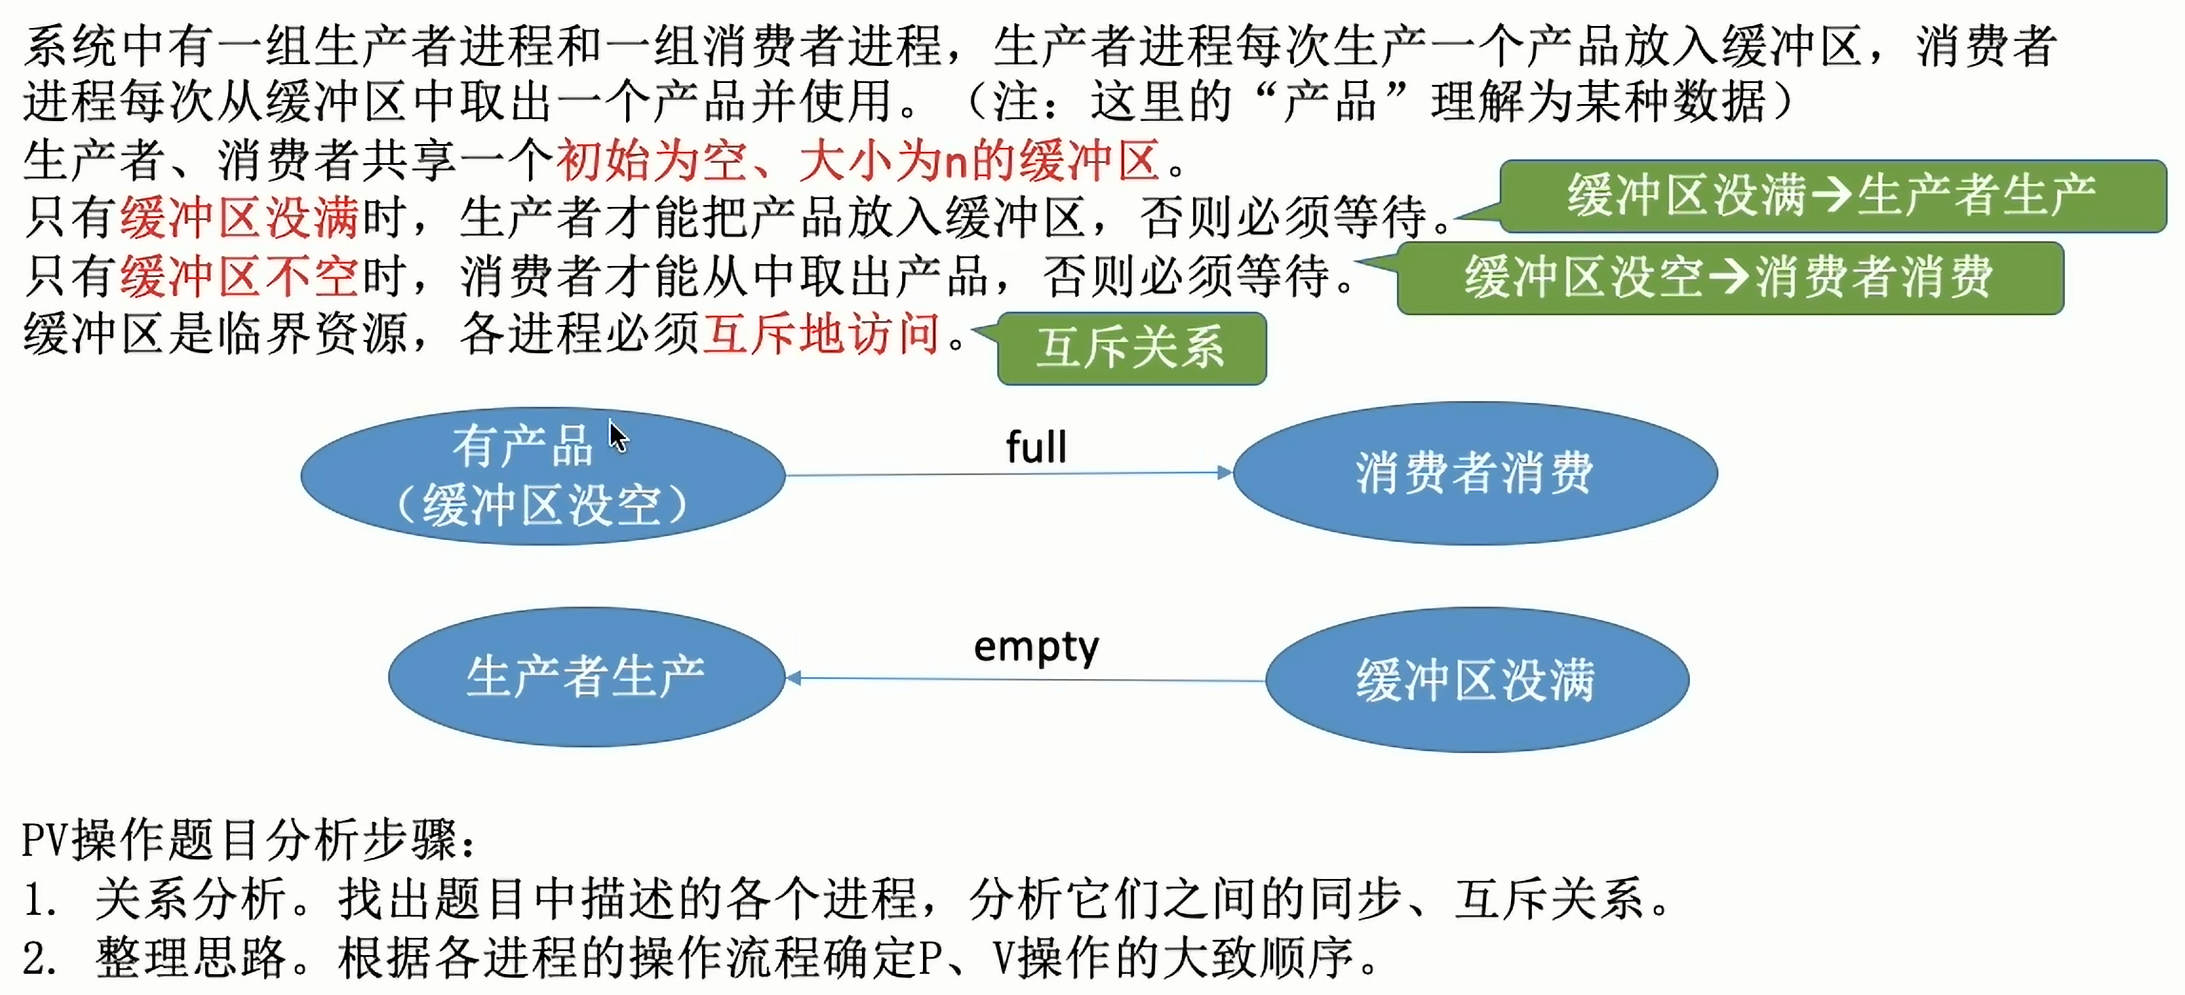 系统中有一组生产者进程和一组消费者进程，生产者进程每次生产一个产品放入缓冲区，消费者
进程每次从缓冲区中取出一个产品并使用。（注：这里的“产品”理解为某种数据）
生产者、消费者共享一个初始为空、大小为n的缓冲区。
只有缓冲区没满时，生产者才能把产品放入缓冲区，否则必须等待。
缓冲区没满→生产者生产
只有缓冲区不空时，消费者才能从中取出产品，否则必须等待。
缓冲区没空→消费者消费
缓冲区是临界资源，各进程必须互斥地访问。
互斥关系
有产品
（缓冲区没空）
full
消费者消费
生产者生产
empty
缓冲区没满
PV操作题目分析步骤：
1. 关系分析。找出题目中描述的各个进程，分析它们之间的同步、互斥关系。
2. 整理思路。根据各进程的操作流程确定P、V操作的大致顺序。